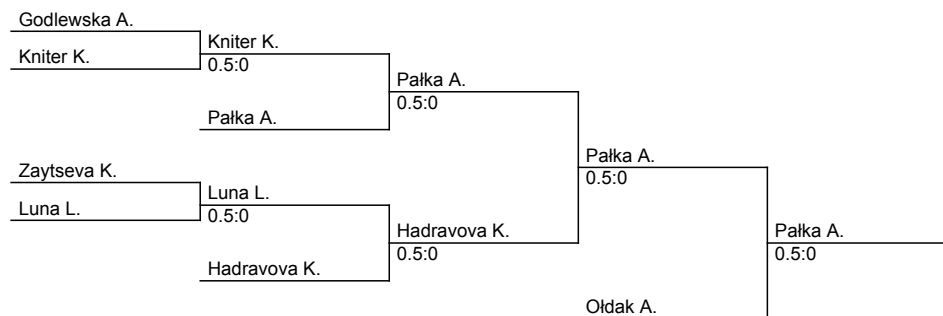 Godlewska A.
Kniter K.
Kniter K.
0.5:0
Pałka A.
Pałka A.
0.5:0
Zaytseva K.
Luna L.
Luna L.
0.5:0
Hadravova K.
Hadravova K.
0.5:0
Pałka A.
0.5:0
Ołdak A.
Pałka A.
0.5:0